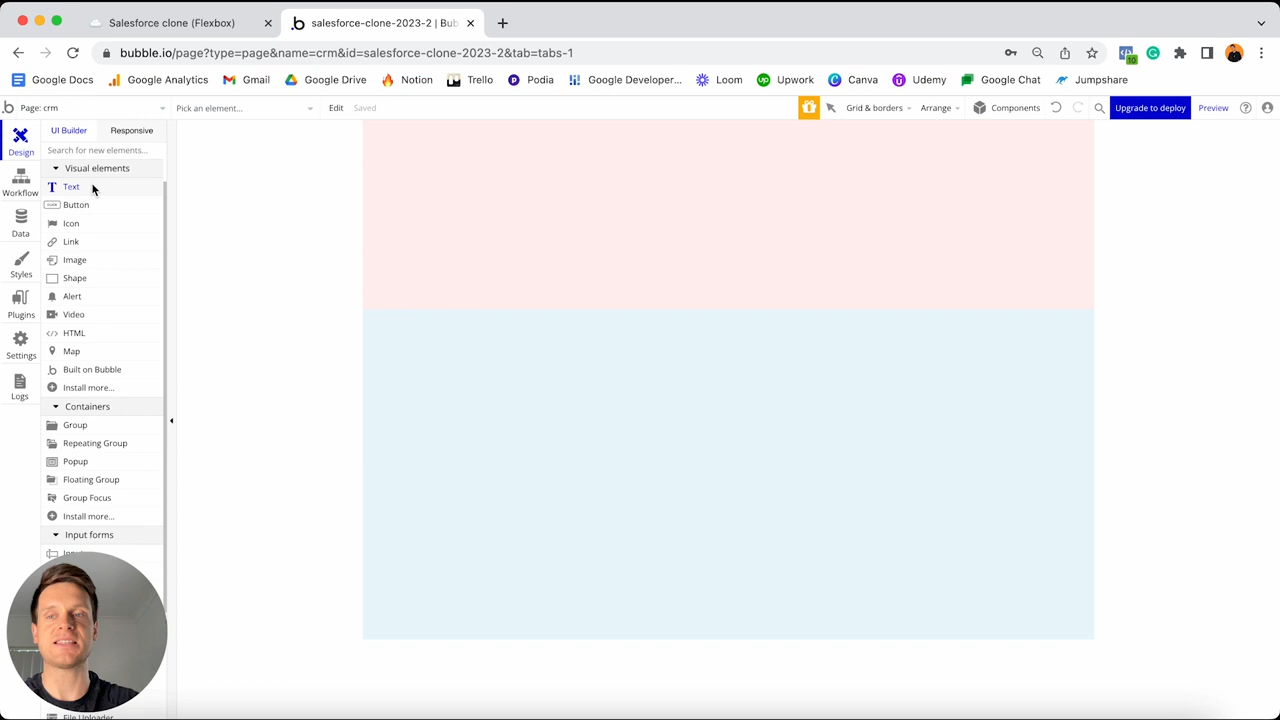 Salesforce clone (Flexbox)
salesforce-clone-2023-2 | Bub
bubble.io/page?type=page&name=crm&id=salesforce-clone-2023-2&tab=tabs-1
10
Google Docs
Google Analytics
Gmail
Google Drive
Notion
Trello
Podia
Google Developer...
Loom
Upwork
Canva
Udemy
Google Chat
Jumpshare
Page: crm
Pick an element...
Edit
Saved
Grid & borders
Arrange
Components
Upgrade to deploy
Preview
UI Builder
Responsive
Design
Search for new elements...
Visual elements
Text
Workflow
Button
Icon
Data
Link
Image
Styles
Shape
Alert
Plugins
Video
HTML
Settings
Map
Built on Bubble
Logs
Install more...
Containers
Group
Repeating Group
Popup
Floating Group
Group Focus
Install more...
Input forms
File Uploader